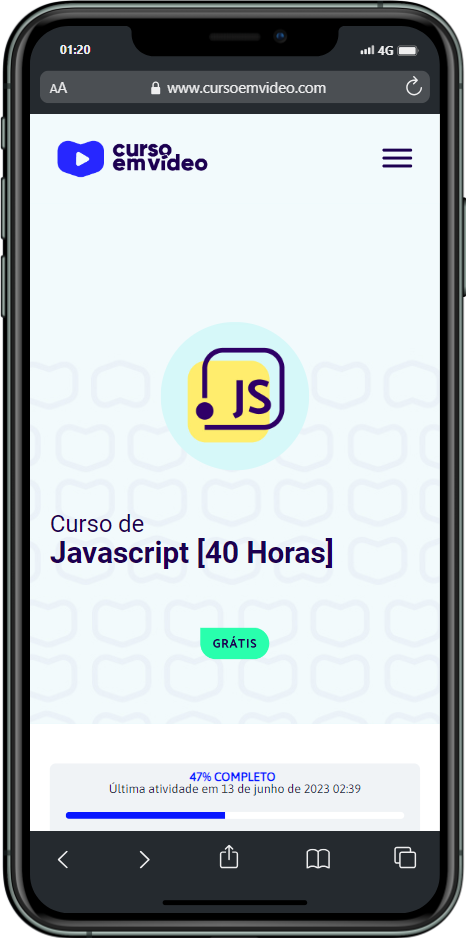 01:20
4G
AA
www.cursoemvideo.com
curso
emvídeo
JS
Curso de
Javascript [40 Horas]
GRÁTIS
47% COMPLETO
Última atividade em 13 de junho de 2023 02:39